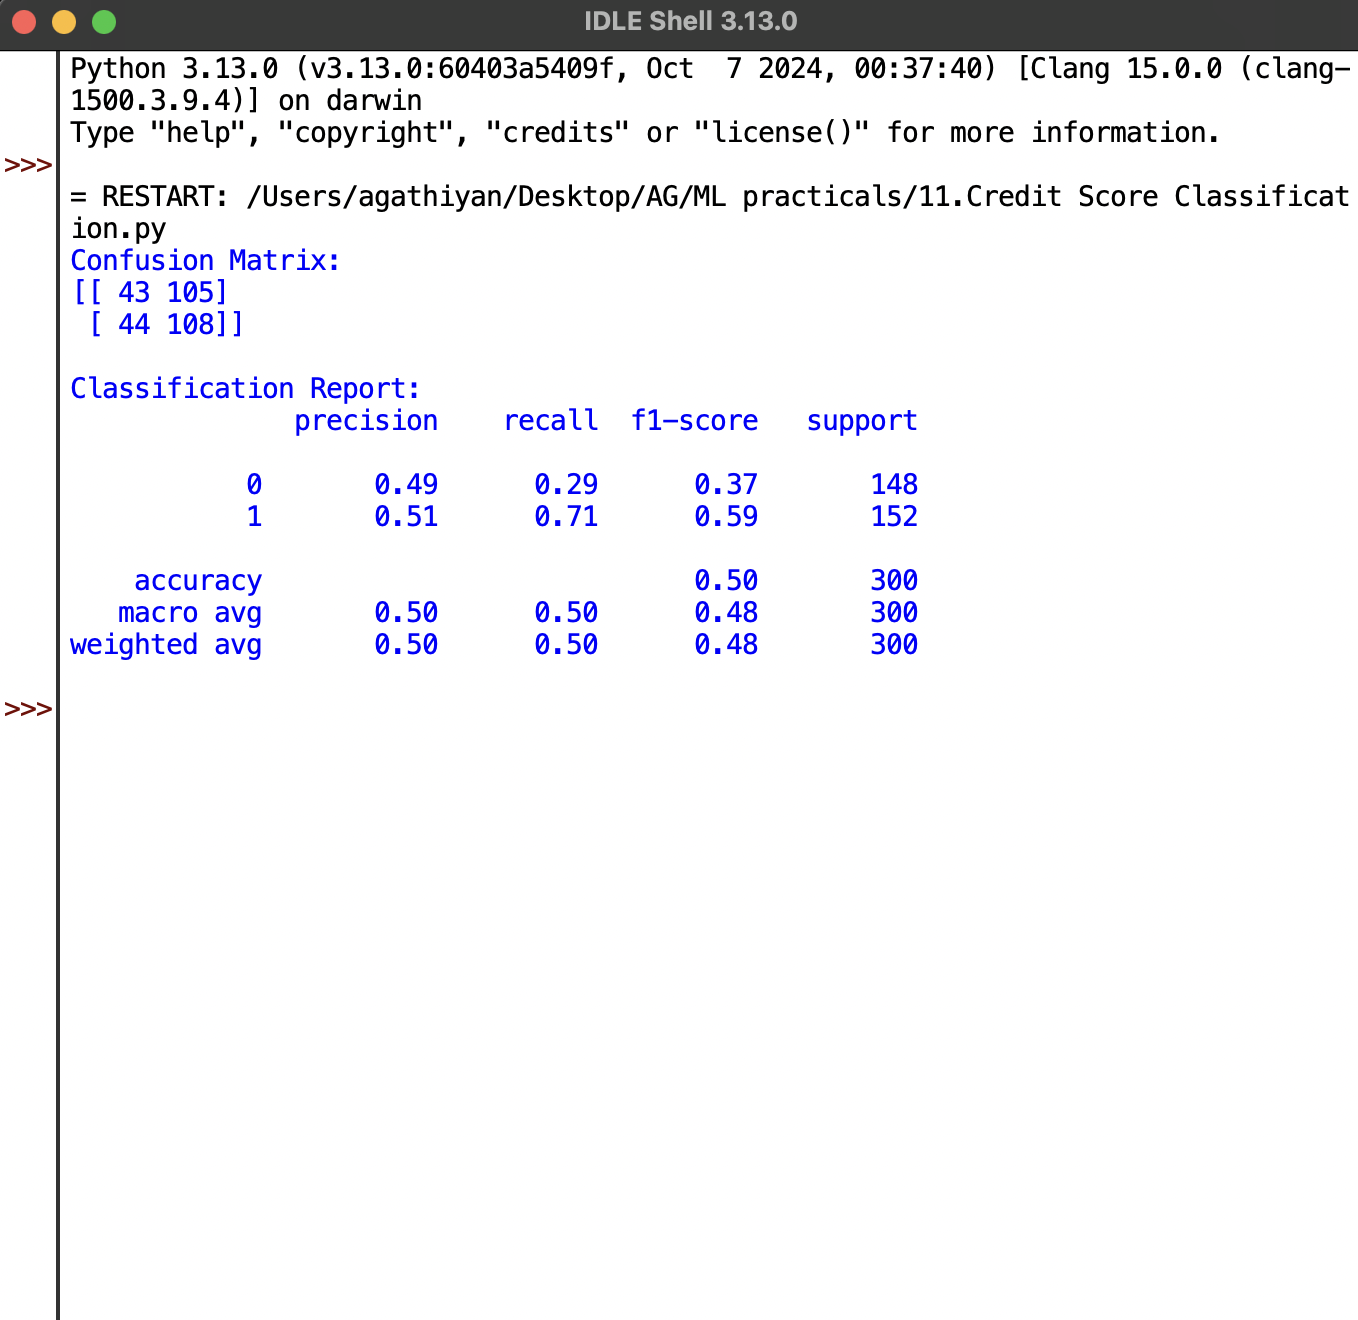 IDLE Shell 3.13.0
Python 3.13.0 (v3.13.0:60403a5409f, Oct  7 2024, 00:37:40) [Clang 15.0.0 (clang-
1500.3.9.4)] on darwin
Type "help", "copyright", "credits" or "license()" for more information.
>>>
= RESTART: /Users/agathiyan/Desktop/AG/ML practicals/11.Credit Score Classificat
ion.py
Confusion Matrix:
[[ 43 105]
 [ 44 108]]
Classification Report:
              precision    recall  f1-score   support
           0       0.49      0.29      0.37       148
           1       0.51      0.71      0.59       152
    accuracy                           0.50       300
   macro avg       0.50      0.50      0.48       300
weighted avg       0.50      0.50      0.48       300
>>>